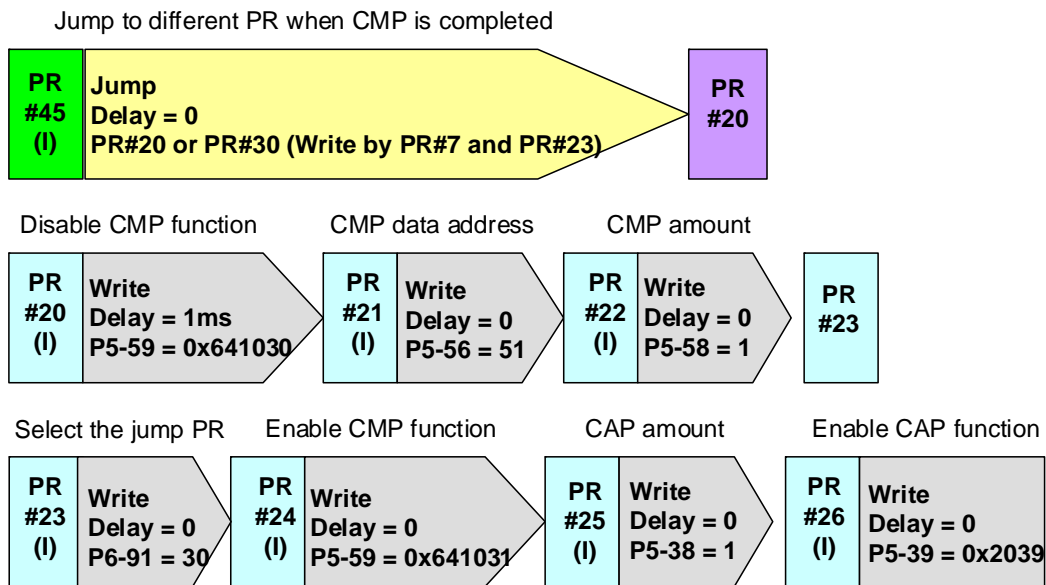 Jump to different PR when CMP is completed
PR
#45
(I)
Jump
Delay = 0
PR#20 or PR#30 (Write by PR#7 and PR#23)
PR
#20
Disable CMP function
CMP data address
CMP amount
PR
#20
(I)
Write
Delay = 1ms
P5-59 = 0x641030
PR
#21
(I)
Write
Delay = 0
P5-56 = 51
PR
#22
(I)
Write
Delay = 0
P5-58 = 1
PR
#23
Select the jump PR
Enable CMP function
CAP amount
Enable CAP function
PR
#23
(I)
Write
Delay = 0
P6-91 = 30
PR
#24
(I)
Write
Delay = 0
P5-59 = 0x641031
PR
#25
(I)
Write
Delay = 0
P5-38 = 1
PR
#26
(I)
Write
Delay = 0
P5-39 = 0x2039